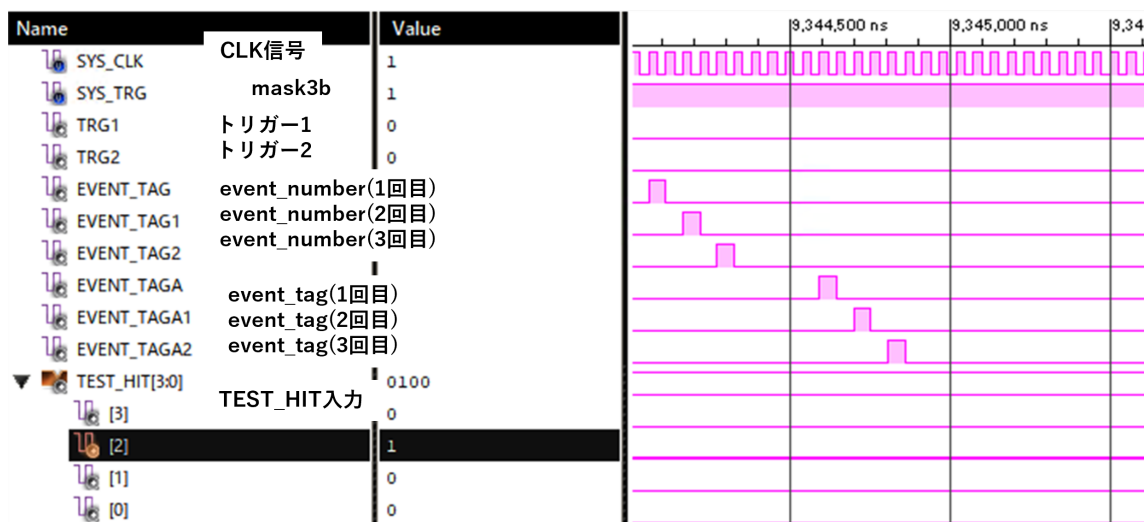 Name Value
9,344,500 ns 9,345,000 ns 9,34
SYS_CLK CLK信号 1
SYS_TRG mask3b 1
TRG1 トリガー1 0
TRG2 トリガー2 0
EVENT_TAG event_number(1回目)
EVENT_TAG1 event_number(2回目)
EVENT_TAG2 event_number(3回目)
EVENT_TAGA event_tag(1回目)
EVENT_TAGA1 event_tag(2回目)
EVENT_TAGA2 event_tag(3回目)
TEST_HIT[3:0] TEST_HIT入力 0100
[3] 0
[2] 1
[1] 0
[0] 0